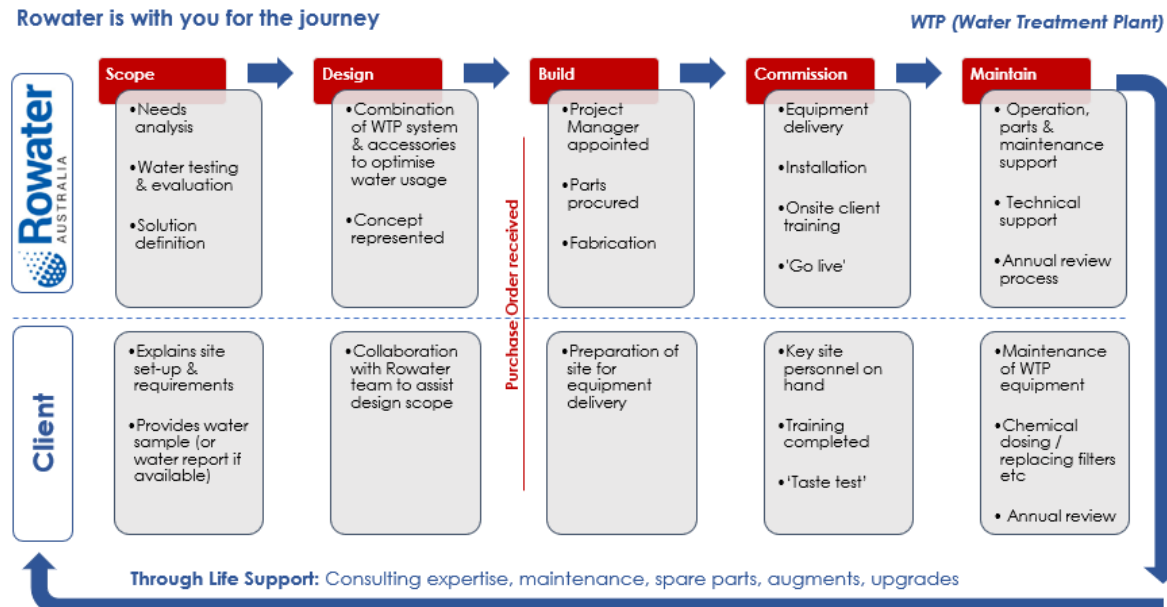 Rowater is with you for the journey
WTP (Water Treatment Plant)
Rowater
AUSTRALIA
Scope
•Needs
analysis
•Water testing
& evaluation
•Solution
definition
Design
•Combination
of WTP system
& accessories
to optimise
water usage
•Concept
represented
Purchase Order received
Build
•Project
Manager
appointed
•Parts
procured
•Fabrication
Commission
•Equipment
delivery
•Installation
•Onsite client
training
•'Go live'
Maintain
• Operation,
parts &
maintenance
support
• Technical
support
• Annual review
process
Client
•Explains site
set-up &
requirements
•Provides water
sample (or
water report if
available)
•Collaboration
with Rowater
team to assist
design scope
•Preparation of
site for
equipment
delivery
•Key site
personnel on
hand
•Training
completed
•‘Taste test’
•Maintenance
of WTP
equipment
•Chemical
dosing /
replacing filters
etc
• Annual review
Through Life Support: Consulting expertise, maintenance, spare parts, augments, upgrades